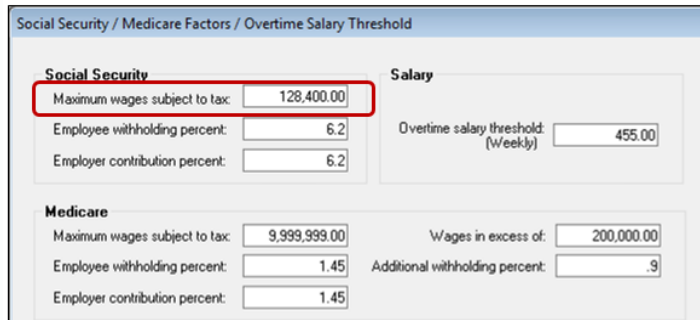 Social Security / Medicare Factors / Overtime Salary Threshold
Social Security
Maximum wages subject to tax: 128,400.00
Employee withholding percent: 6.2
Employer contribution percent: 6.2
Salary
Overtime salary threshold: 455.00
(Weekly)
Medicare
Maximum wages subject to tax: 9,999,999.00 Wages in excess of: 200,000.00
Employee withholding percent: 1.45 Additional withholding percent: .9
Employer contribution percent: 1.45